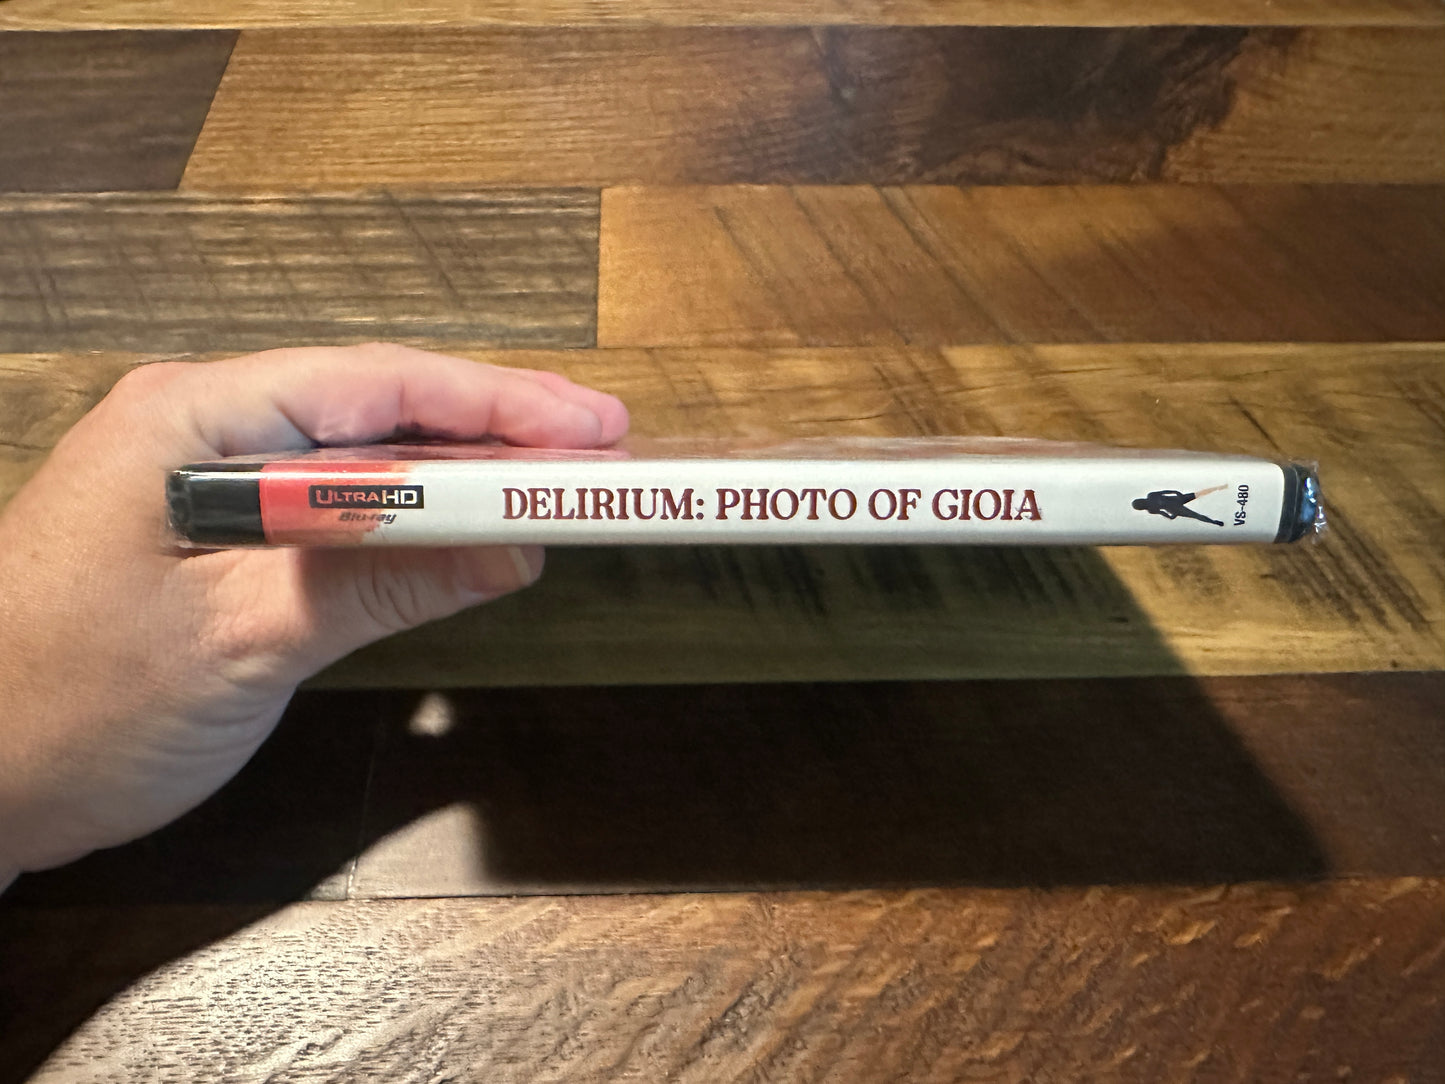 ULTRA HD
Blu-ray
DELIRIUM: PHOTO OF GIOIA
VS-480